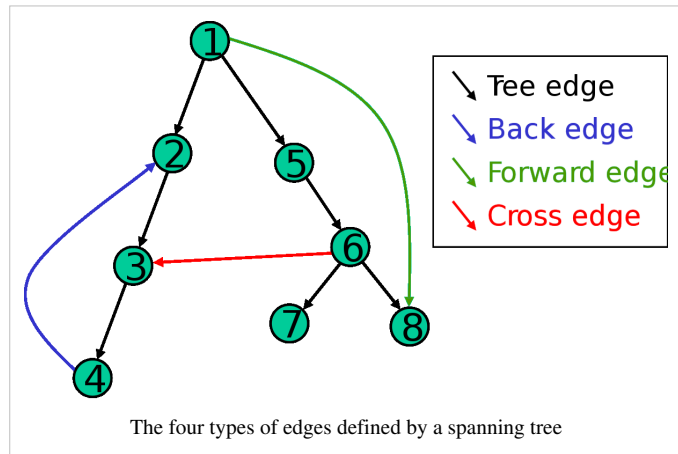 1
Tee edge
2
5
Back edge
Forward edge
3
6
Cross edge
7
8
4
The four types of edges defined by a spanning tree